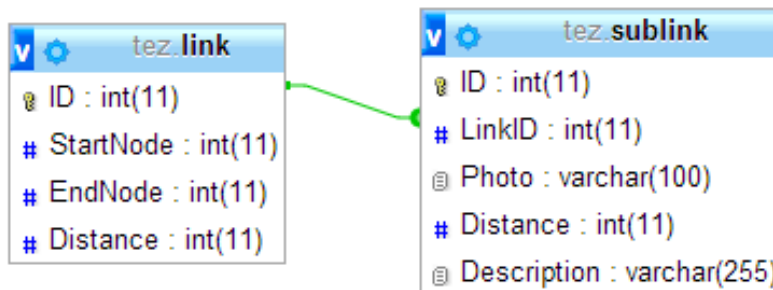 v tez.link
ID : int(11)
# StartNode : int(11)
# EndNode : int(11)
# Distance : int(11)
v tez.sublink
ID : int(11)
# LinkID : int(11)
Photo : varchar(100)
# Distance : int(11)
Description : varchar(255)